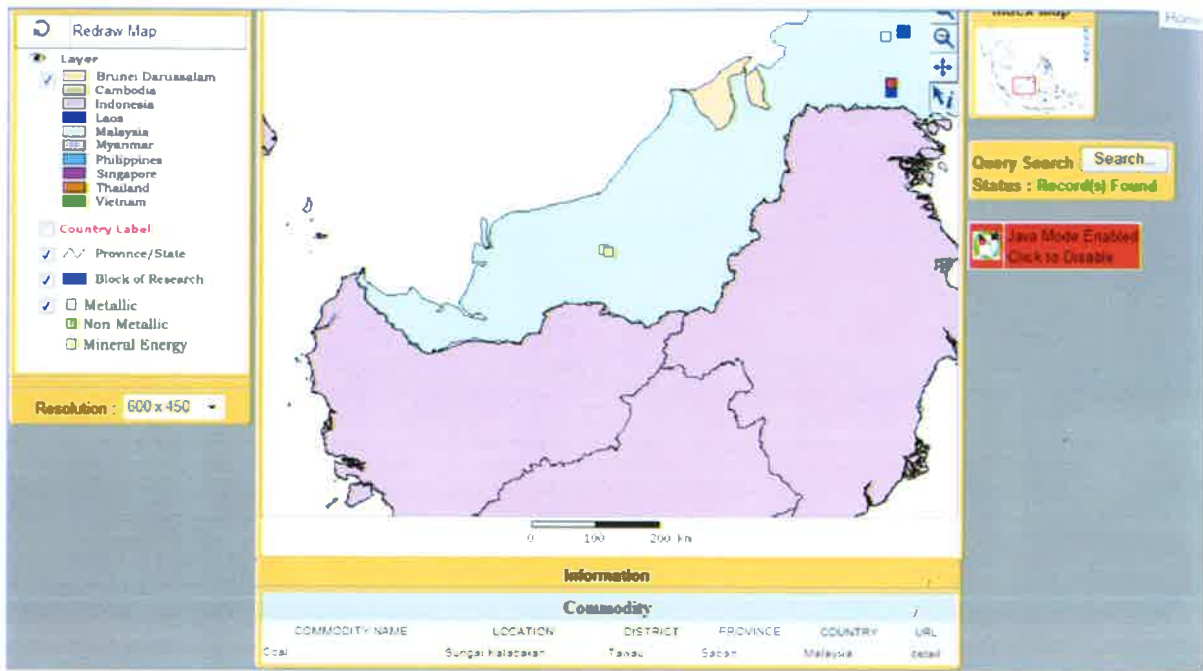 Redraw Map
Layer
Brunei Darussalam
Cambodia
Indonesia
Laos
Malaysia
Myanmar
Philippines
Singapore
Thailand
Vietnam
Country Label
Province/State
Block of Research
Metallic
Non Metallic
Mineral Energy
Resolution : 600 x 450
0 100 200 km
Index Map
Query Search : Search...
Status : Record(s) Found
Java Mode Enabled
Click to Disable
Information
Commodity
COMMODITY NAME LOCATION DISTRICT PROVINCE COUNTRY URL
Coal Sungai Tawau Sabah Malaysia detail